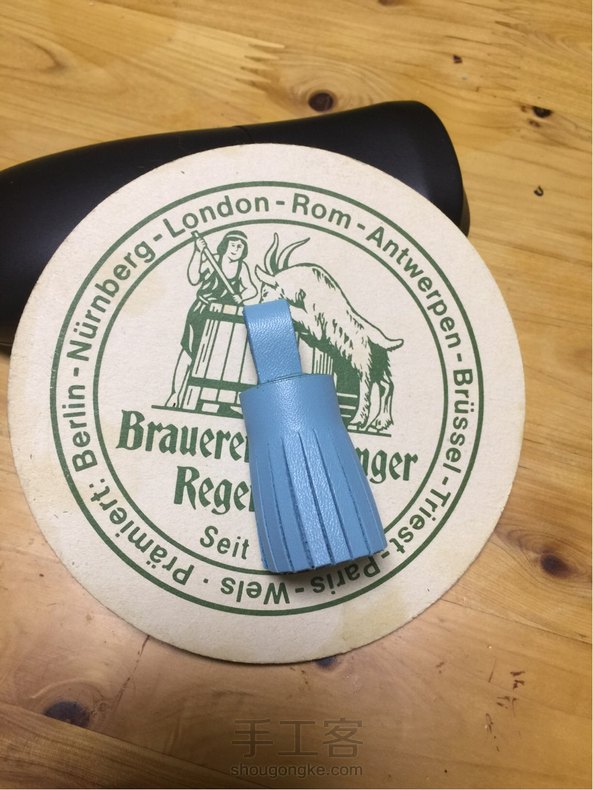 Prämiert: Berlin - Nürnberg - London - Rom - Antwerpen - Brüssel - Triest - Paris - Wels ·
Brauere nger
Rege
Seit
手工客
shougongke.com